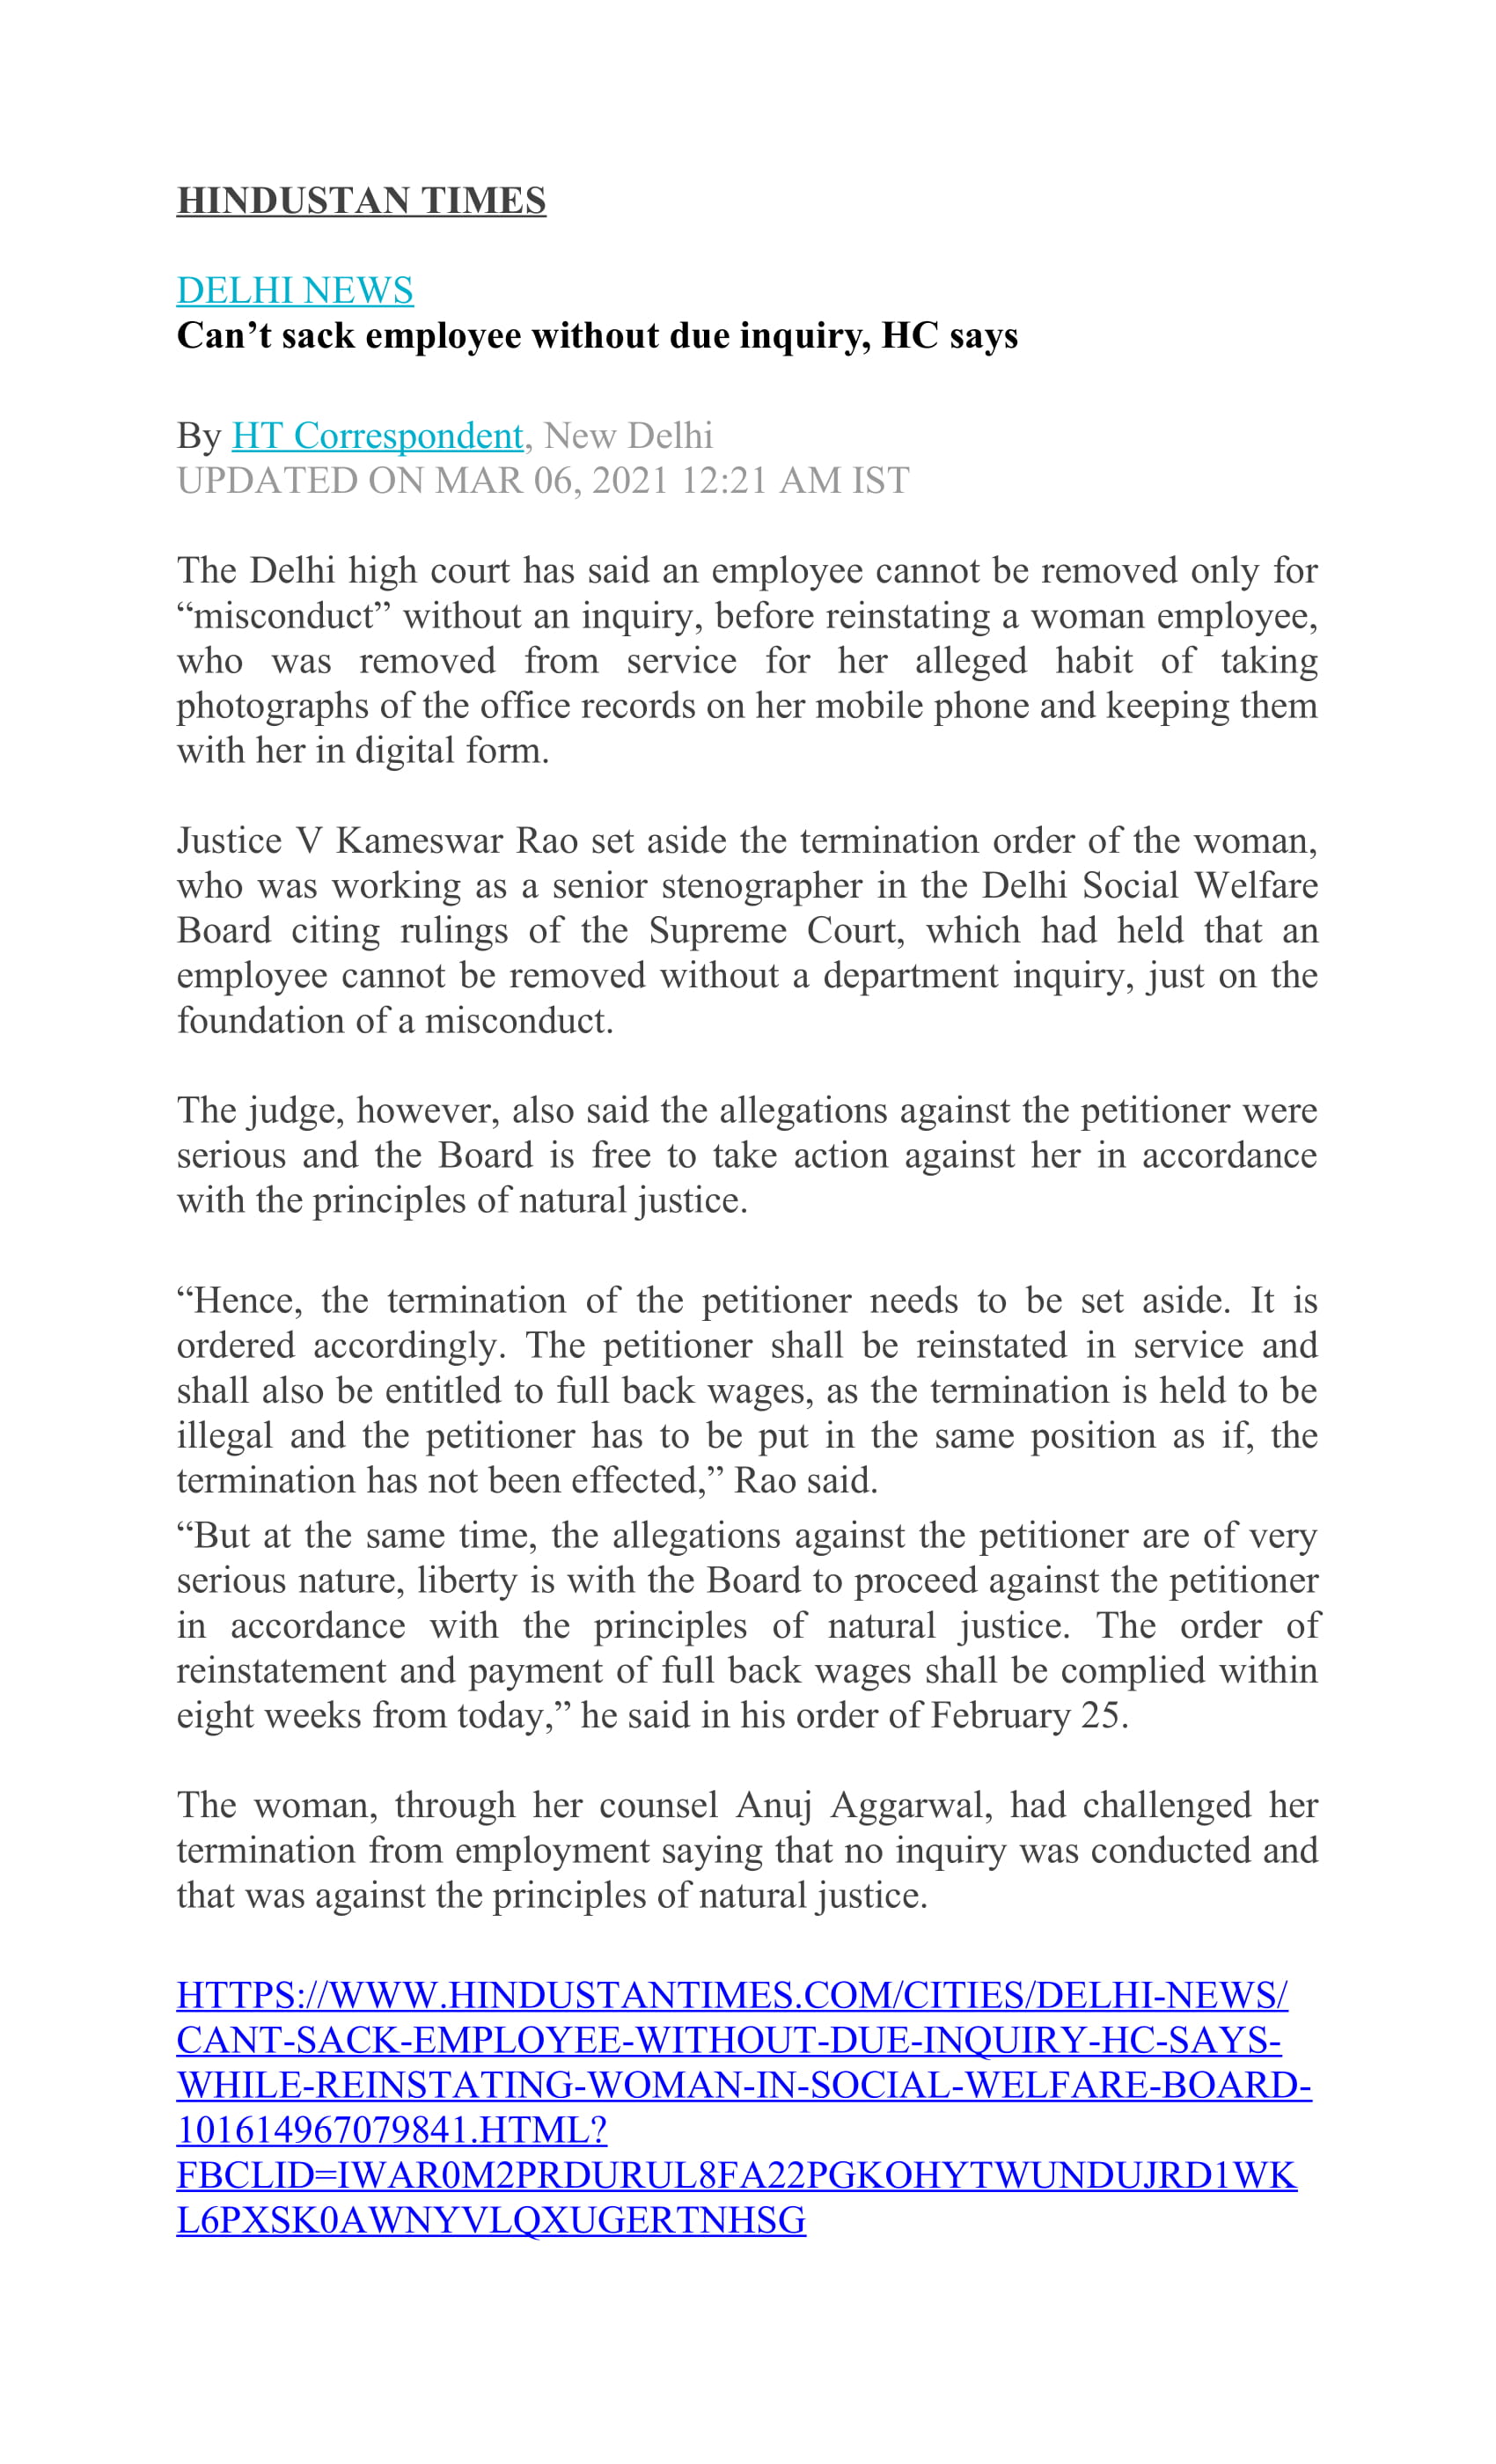 HINDUSTAN TIMES
DELHI NEWS
Can’t sack employee without due inquiry, HC says
By HT Correspondent, New Delhi
UPDATED ON MAR 06, 2021 12:21 AM IST
The Delhi high court has said an employee cannot be removed only for
“misconduct” without an inquiry, before reinstating a woman employee,
who was removed from service for her alleged habit of taking
photographs of the office records on her mobile phone and keeping them
with her in digital form.
Justice V Kameswar Rao set aside the termination order of the woman,
who was working as a senior stenographer in the Delhi Social Welfare
Board citing rulings of the Supreme Court, which had held that an
employee cannot be removed without a department inquiry, just on the
foundation of a misconduct.
The judge, however, also said the allegations against the petitioner were
serious and the Board is free to take action against her in accordance
with the principles of natural justice.
“Hence, the termination of the petitioner needs to be set aside. It is
ordered accordingly. The petitioner shall be reinstated in service and
shall also be entitled to full back wages, as the termination is held to be
illegal and the petitioner has to be put in the same position as if, the
termination has not been effected,” Rao said.
“But at the same time, the allegations against the petitioner are of very
serious nature, liberty is with the Board to proceed against the petitioner
in accordance with the principles of natural justice. The order of
reinstatement and payment of full back wages shall be complied within
eight weeks from today,” he said in his order of February 25.
The woman, through her counsel Anuj Aggarwal, had challenged her
termination from employment saying that no inquiry was conducted and
that was against the principles of natural justice.
HTTPS://WWW.HINDUSTANTIMES.COM/CITIES/DELHI-NEWS/
CANT-SACK-EMPLOYEE-WITHOUT-DUE-INQUIRY-HC-SAYS-
WHILE-REINSTATING-WOMAN-IN-SOCIAL-WELFARE-BOARD-
101614967079841.HTML?
FBCLID=IWAR0M2PRDURUL8FA22PGKOHYTWUNDUJRD1WK
L6PXSK0AWNYVLQXUGERTNHSG